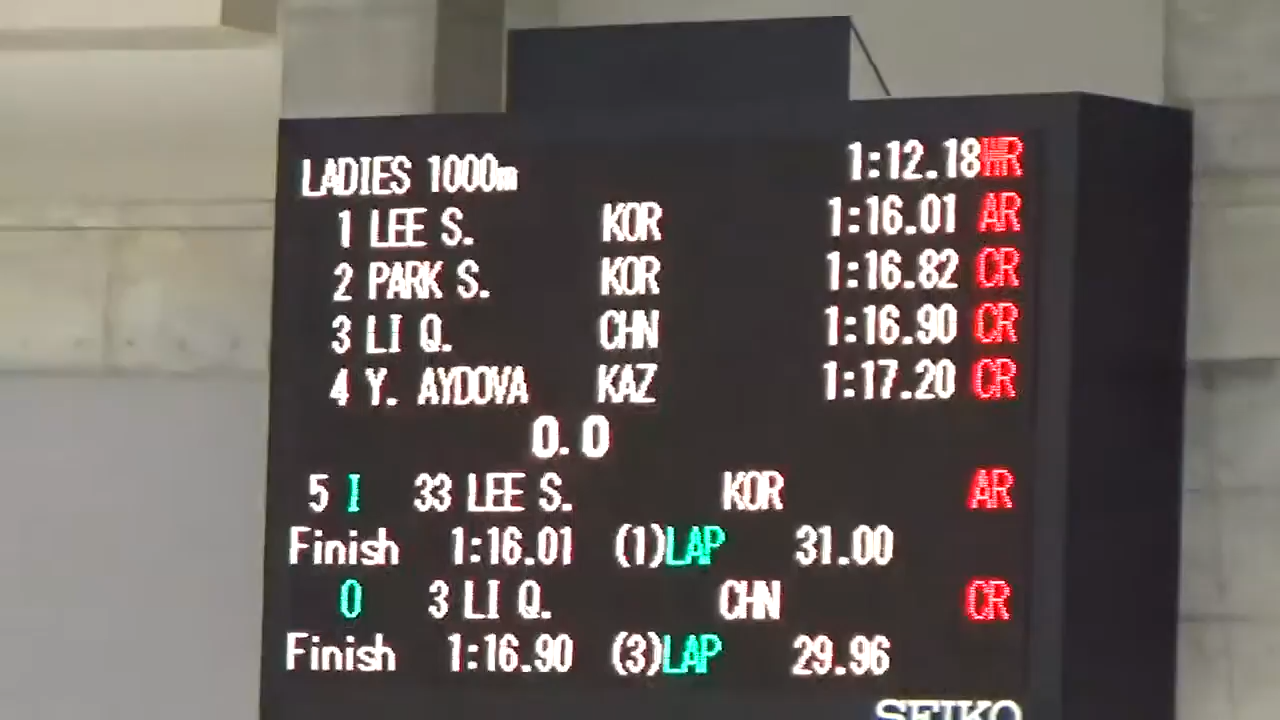 LADIES 1000m 1:12.18WR
1 LEE S. KOR 1:16.01 AR
2 PARK S. KOR 1:16.82 CR
3 LI Q. CHN 1:16.90 CR
4 Y. AYDOVA KAZ 1:17.20 CR
0.0
5 I 33 LEE S. KOR AR
Finish 1:16.01 (1)LAP 31.00
O 3 LI Q. CHN CR
Finish 1:16.90 (3)LAP 29.96
SEIKO